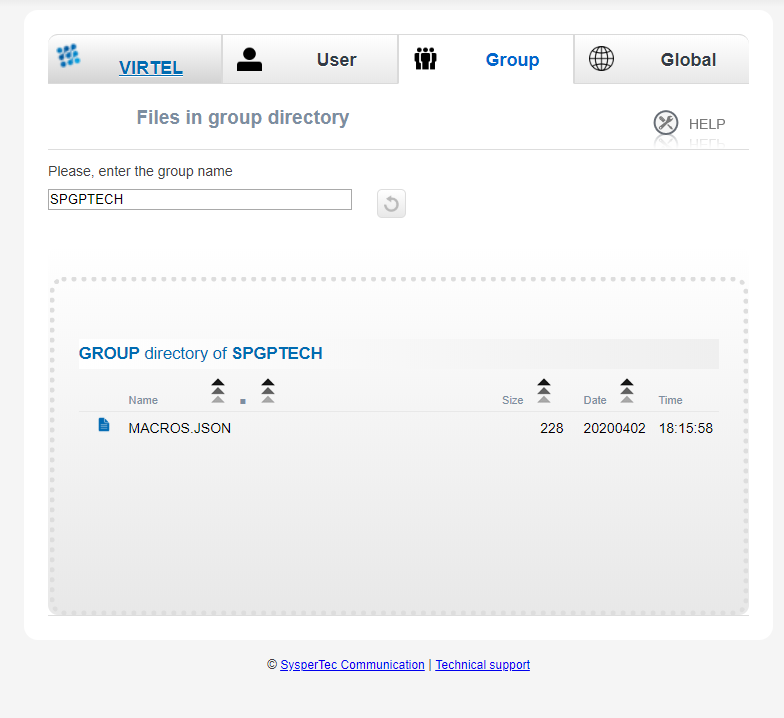 VIRTEL User Group Global
Files in group directory
HELP
Please, enter the group name
SPGPTECH
GROUP directory of SPGPTECH
Name . Size Date Time
MACROS.JSON 228 20200402 18:15:58
© SysperTec Communication | Technical support